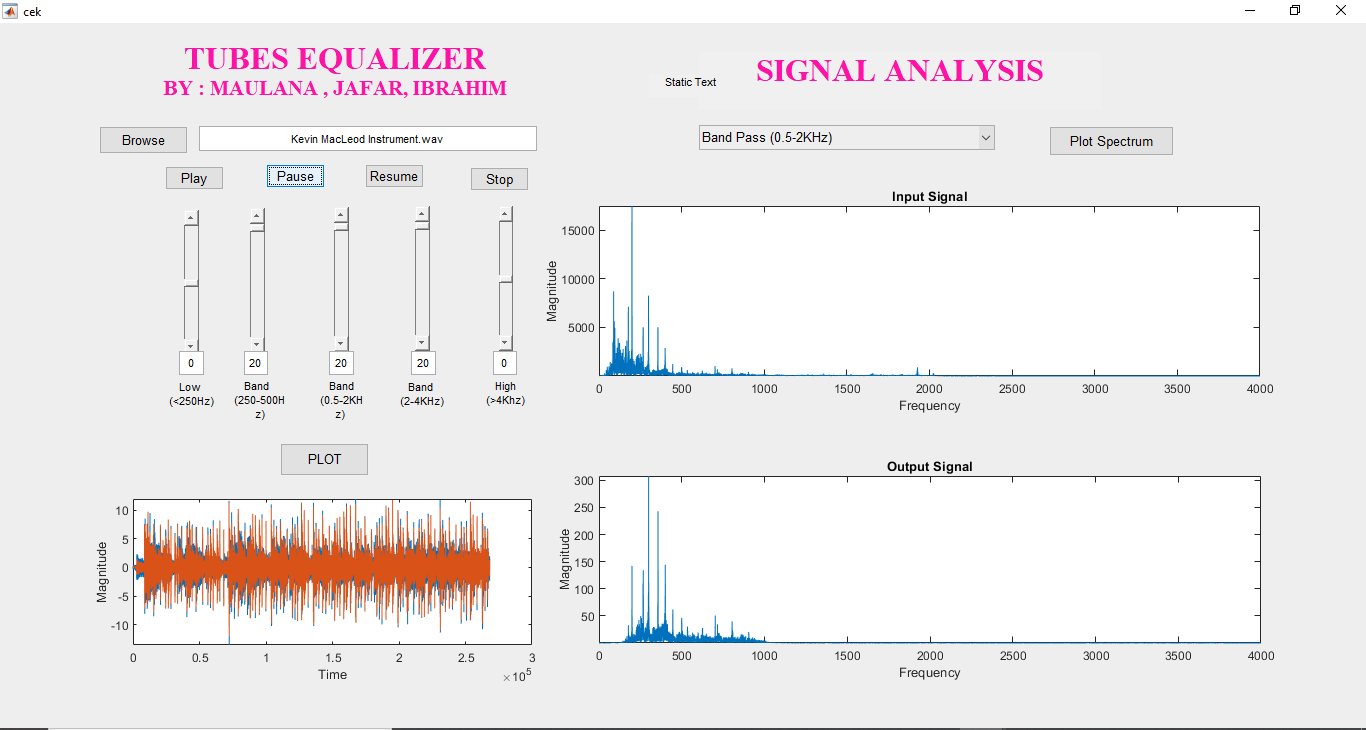 cek
TUBES EQUALIZER
BY : MAULANA , JAFAR, IBRAHIM
Browse
Kevin MacLeod Instrument.wav
Play
Pause
Resume
Stop
0
20
20
20
0
Low
(<250Hz)
Band
(250-500H
z)
Band
(0.5-2KH
z)
Band
(2-4KHz)
High
(>4Khz)
PLOT
Magnitude
10
5
0
-5
-10
0
0.5
1
1.5
2
2.5
3
×10⁵
Time
Static Text
SIGNAL ANALYSIS
Band Pass (0.5-2KHz)
Plot Spectrum
Input Signal
Magnitude
15000
10000
5000
0
500
1000
1500
2000
2500
3000
3500
4000
Frequency
Output Signal
Magnitude
300
250
200
150
100
50
0
500
1000
1500
2000
2500
3000
3500
4000
Frequency